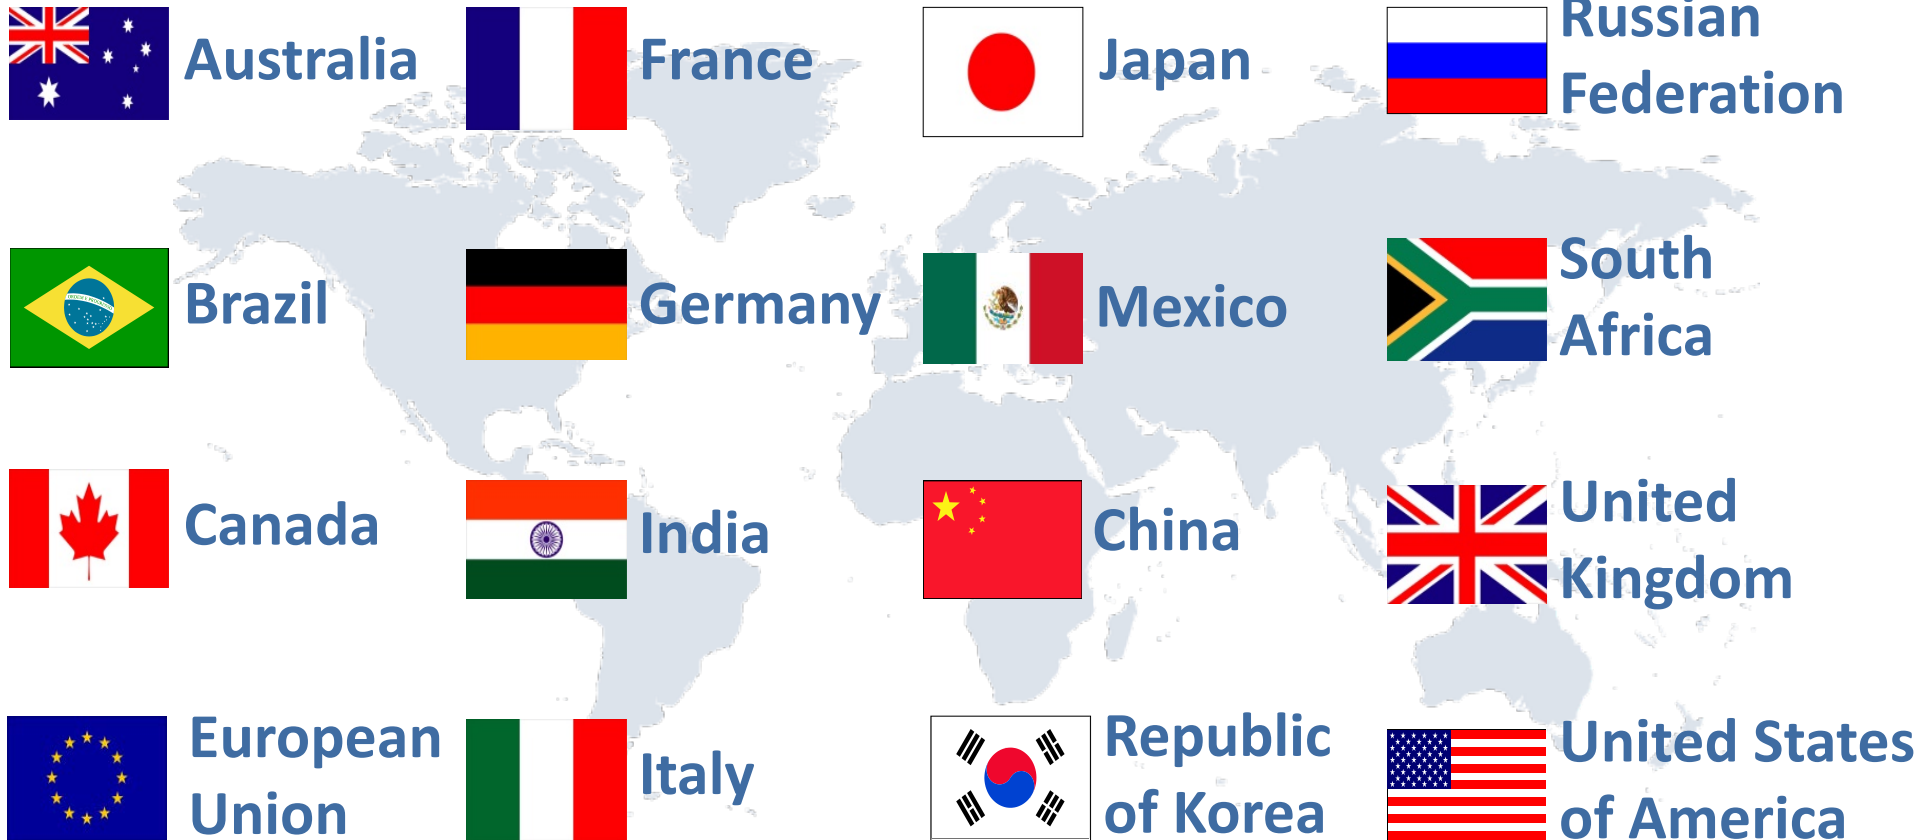 Australia
France
Japan
Russian
Federation
Brazil
Germany
Mexico
South
Africa
Canada
India
China
United
Kingdom
European
Union
Italy
Republic
of Korea
United States
of America